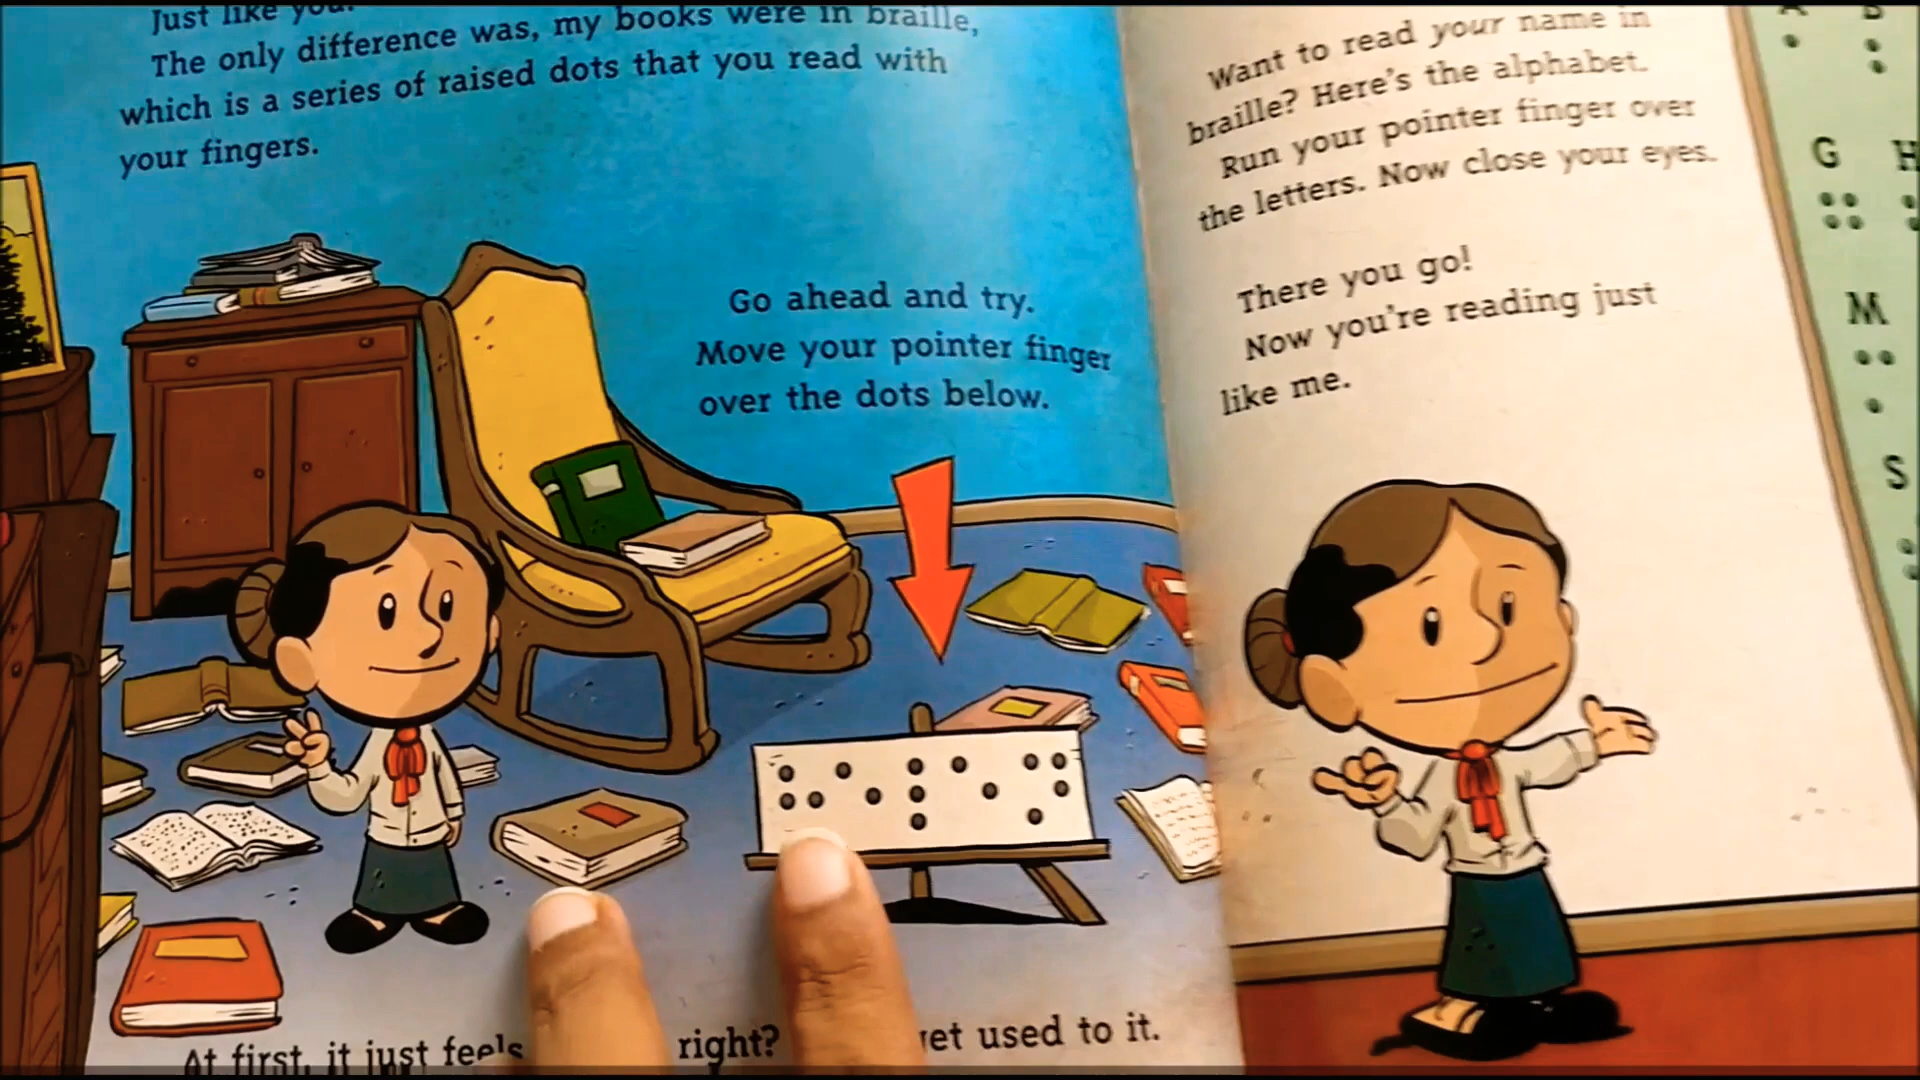 Just like you.
The only difference was, my books were in braille,
which is a series of raised dots that you read with
your fingers.
Go ahead and try.
Move your pointer finger
over the dots below.
At first, it just feels
right?
get used to it.
Want to read your name in
braille? Here's the alphabet.
Run your pointer finger over
the letters. Now close your eyes.
There you go!
Now you're reading just
like me.
A B
G H
M
S